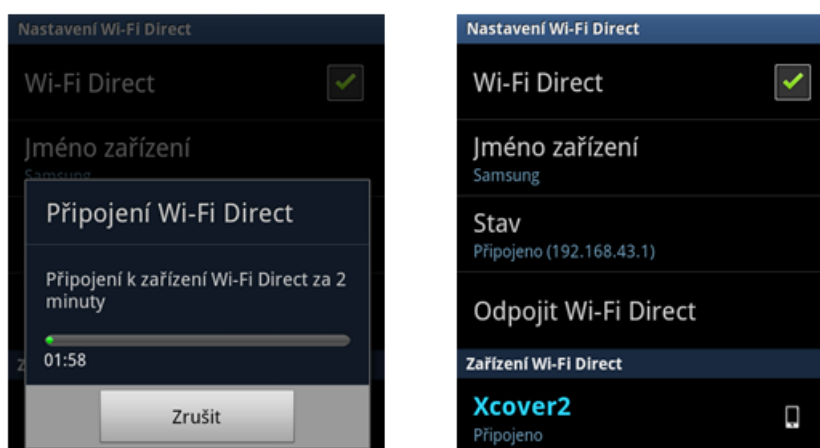 Nastavení Wi-Fi Direct
Wi-Fi Direct
Jméno zařízení
Samsung
Připojení Wi-Fi Direct
Připojení k zařízení Wi-Fi Direct za 2
minuty
Z
01:58
Zrušit
Nastavení Wi-Fi Direct
Wi-Fi Direct
Jméno zařízení
Samsung
Stav
Připojeno (192.168.43.1)
Odpojit Wi-Fi Direct
Zařízení Wi-Fi Direct
Xcover2
Připojeno